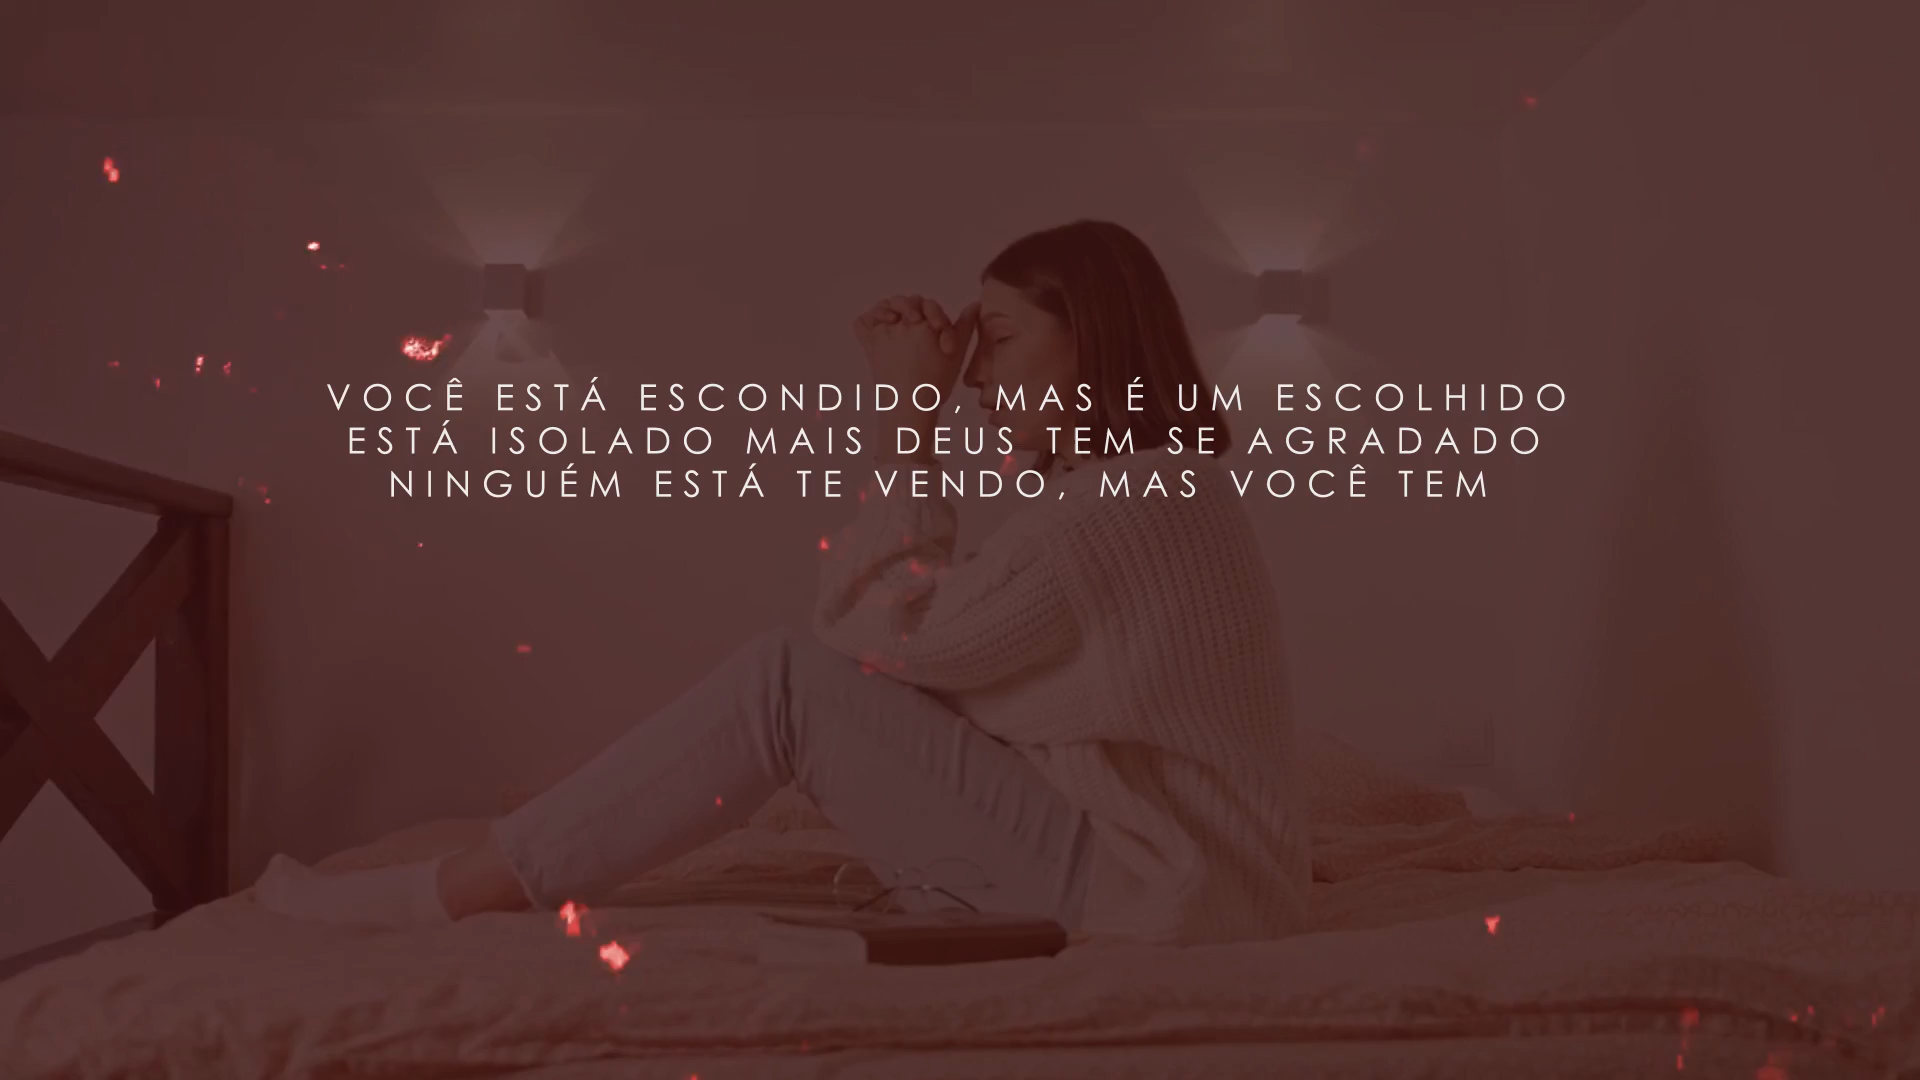 VOCÊ ESTÁ ESCONDIDO, MAS É UM ESCOLHIDO
ESTÁ ISOLADO MAIS DEUS TEM SE AGRADADO
NINGUÉM ESTÁ TE VENDO, MAS VOCÊ TEM